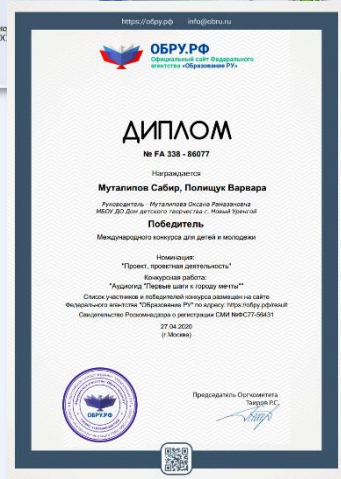 https://обру.рф info@obru.ru
ОБРУ.РФ
Официальный сайт Федерального
агентства «Образование РУ»
ДИПЛОМ
№ FA 338 - 86077
Награждается
Муталипов Сабир, Полищук Варвара
Руководитель - Муталипова Оксана Рамазановна
МБОУ ДО Дом детского творчества г. Новый Уренгой
Победитель
Международного конкурса для детей и молодежи
Номинация:
"Проект, проектная деятельность"
Конкурсная работа:
"Аудиогид "Первые шаги к городу мечты""
Список участников и победителей конкурса размещен на сайте
Федерального агентства "Образование РУ" по адресу: https://обру.рф/result
Свидетельство Роскомнадзора о регистрации СМИ №ФС77-56431
27.04.2020
(г.Москва)
Председатель Оргкомитета
Таиров Р.С.
ОБРУ.РФ